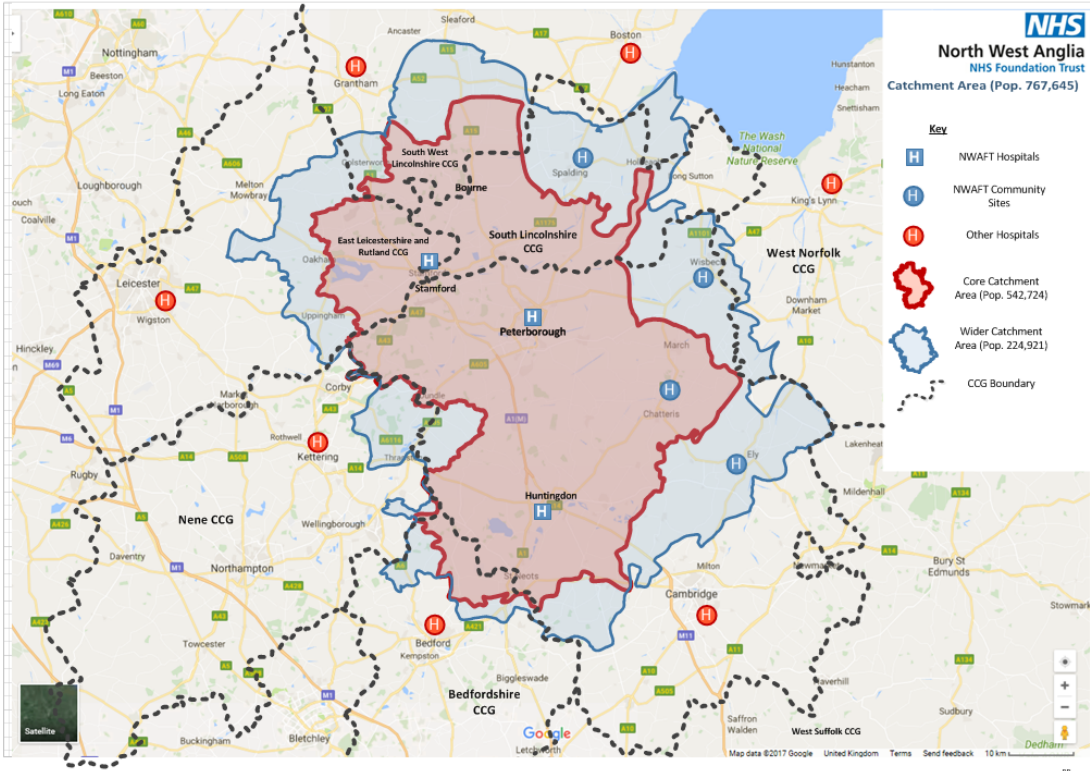 NHS
North West Anglia
NHS Foundation Trust
Catchment Area (Pop. 767,645)
Key
NWAFT Hospitals
NWAFT Community
Sites
Other Hospitals
Core Catchment
Area (Pop. 542,724)
Wider Catchment
Area (Pop. 224,921)
CCG Boundary
Sleaford
Ancaster
Boston
Nottingham
Beeston
Long Eaton
Grantham
Hunstanton
Heacham
Snettisham
The Wash
National
Nature Reserve
South West
Lincolnshire CCG
Spalding
Long Sutton
King's Lynn
Loughborough
Melton
Mowbray
Coalville
Bourne
South Lincolnshire
CCG
East Leicestershire and
Rutland CCG
West Norfolk
CCG
Oakham
Wisbech
Leicester
Stamford
Wigston
Downham
Market
Uppingham
Peterborough
Hinckley
March
Corby
Market
Chatteris
Rothwell
Kettering
Lakenheath
Ely
Rugby
Mildenhall
Huntingdon
Nene CCG
Wellingborough
Daventry
Northampton
St Neots
Milton
Newmarket
Bury St
Edmunds
Cambridge
Stowmark
Bedford
Kempston
Towcester
Biggleswade
Haverhill
Bedfordshire
CCG
Sudbury
Saffron
Walden
West Suffolk CCG
Satellite
Buckingham
Bletchley
Google
Letchworth
Dedham
Map data ©2017 Google United Kingdom Terms Send feedback 10 km